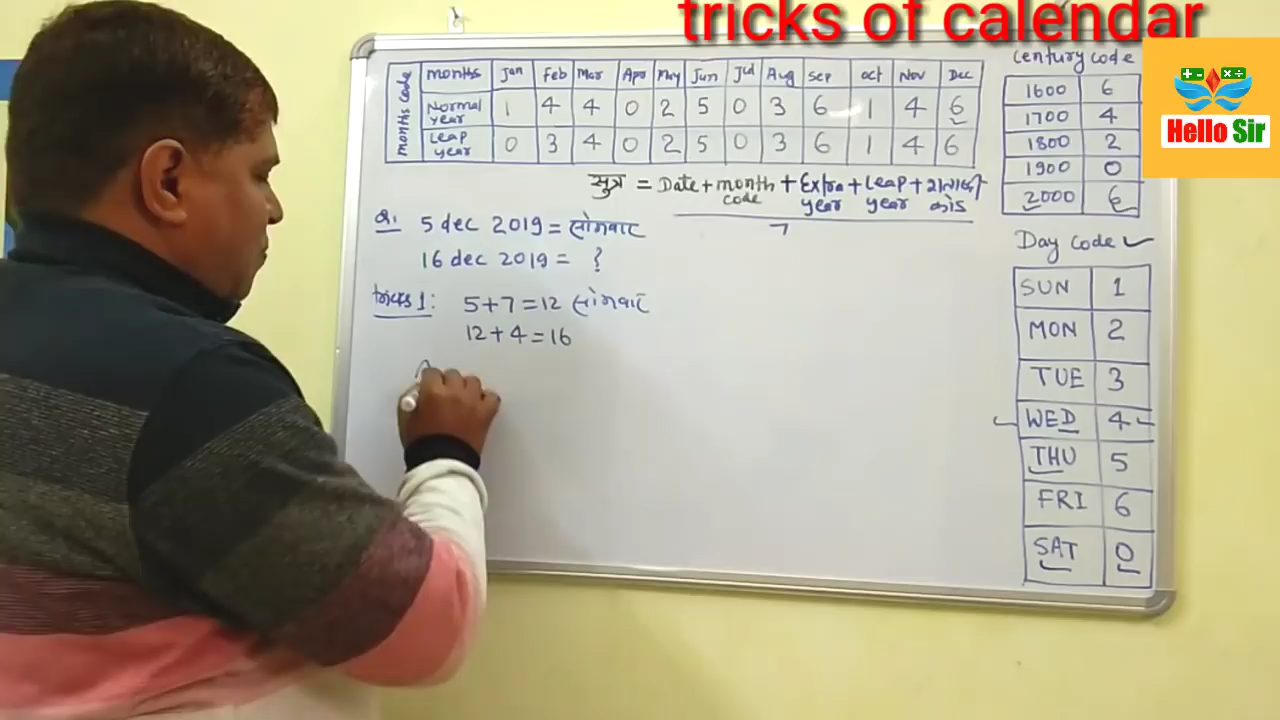 tricks of calendar
Hello Sir
months code
months Jan Feb Mar Apr May Jun Jul Aug Sep oct Nov Dec
Normal year 1 4 4 0 2 5 0 3 6 1 4 6
Leap year 0 3 4 0 2 5 0 3 6 1 4 6
सुत्र = Date + month code + Extra year + Leap year + शताब्दी कोड
7
Q. 5 dec 2019 = सोमवार
16 dec 2019 = ?
tricks 1: 5+7=12 सोमवार
12+4=16
century code
1600 6
1700 4
1800 2
1900 0
2000 6
Day code
SUN 1
MON 2
TUE 3
WED 4
THU 5
FRI 6
SAT 0